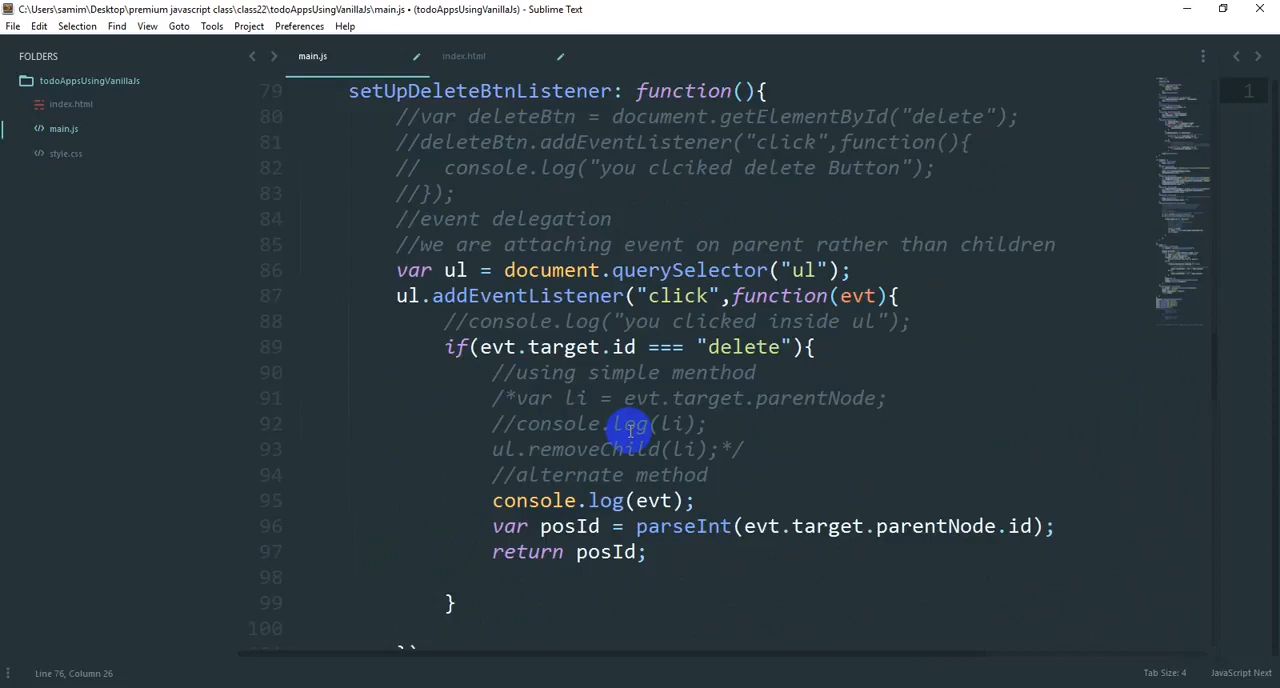 C:\Users\samim\Desktop\premium javascript class\class22\todoAppsUsingVanillaJs\main.js • (todoAppsUsingVanillaJs) - Sublime Text
File Edit Selection Find View Goto Tools Project Preferences Help
FOLDERS
todoAppsUsingVanillaJs
index.html
main.js
style.css
main.js index.html
79 setUpDeleteBtnListener: function(){
80 //var deleteBtn = document.getElementById("delete");
81 //deleteBtn.addEventListener("click",function(){
82 //  console.log("you clciked delete Button");
83 //});
84 //event delegation
85 //we are attaching event on parent rather than children
86 var ul = document.querySelector("ul");
87 ul.addEventListener("click",function(evt){
88 //console.log("you clicked inside ul");
89 if(evt.target.id === "delete"){
90 //using simple menthod
91 /*var li = evt.target.parentNode;
92 //console.log(li);
93 ul.removeChild(li);*/
94 //alternate method
95 console.log(evt);
96 var posId = parseInt(evt.target.parentNode.id);
97 return posId;
98
99 }
100
1
Line 76, Column 26
Tab Size: 4
JavaScript Next